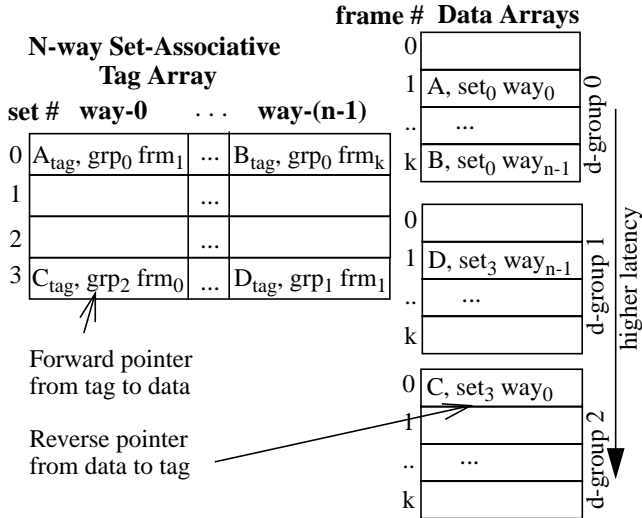 frame # Data Arrays
N-way Set-Associative
Tag Array
set # way-0 . . . way-(n-1)
0 A_tag, grp_0 frm_1 ... B_tag, grp_0 frm_k
1 ...
2 ...
3 C_tag, grp_2 frm_0 ... D_tag, grp_1 frm_1
Forward pointer
from tag to data
Reverse pointer
from data to tag
0
1 A, set_0 way_0
.. ...
k B, set_0 way_n-1
d-group 0
0
1 D, set_3 way_n-1
.. ...
k
d-group 1
0 C, set_3 way_0
1
.. ...
k
d-group 2
higher latency